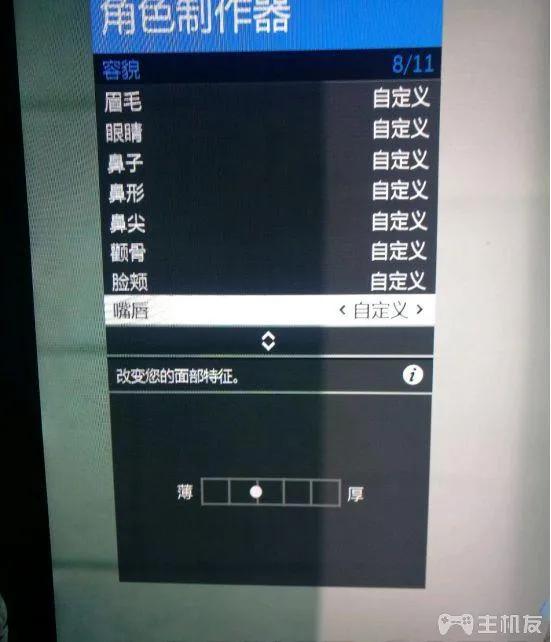 角色制作器
容貌 8/11
眉毛 自定义
眼睛 自定义
鼻子 自定义
鼻形 自定义
鼻尖 自定义
颧骨 自定义
脸颊 自定义
嘴唇 < 自定义 >
改变您的面部特征。 i
薄 厚
主机友